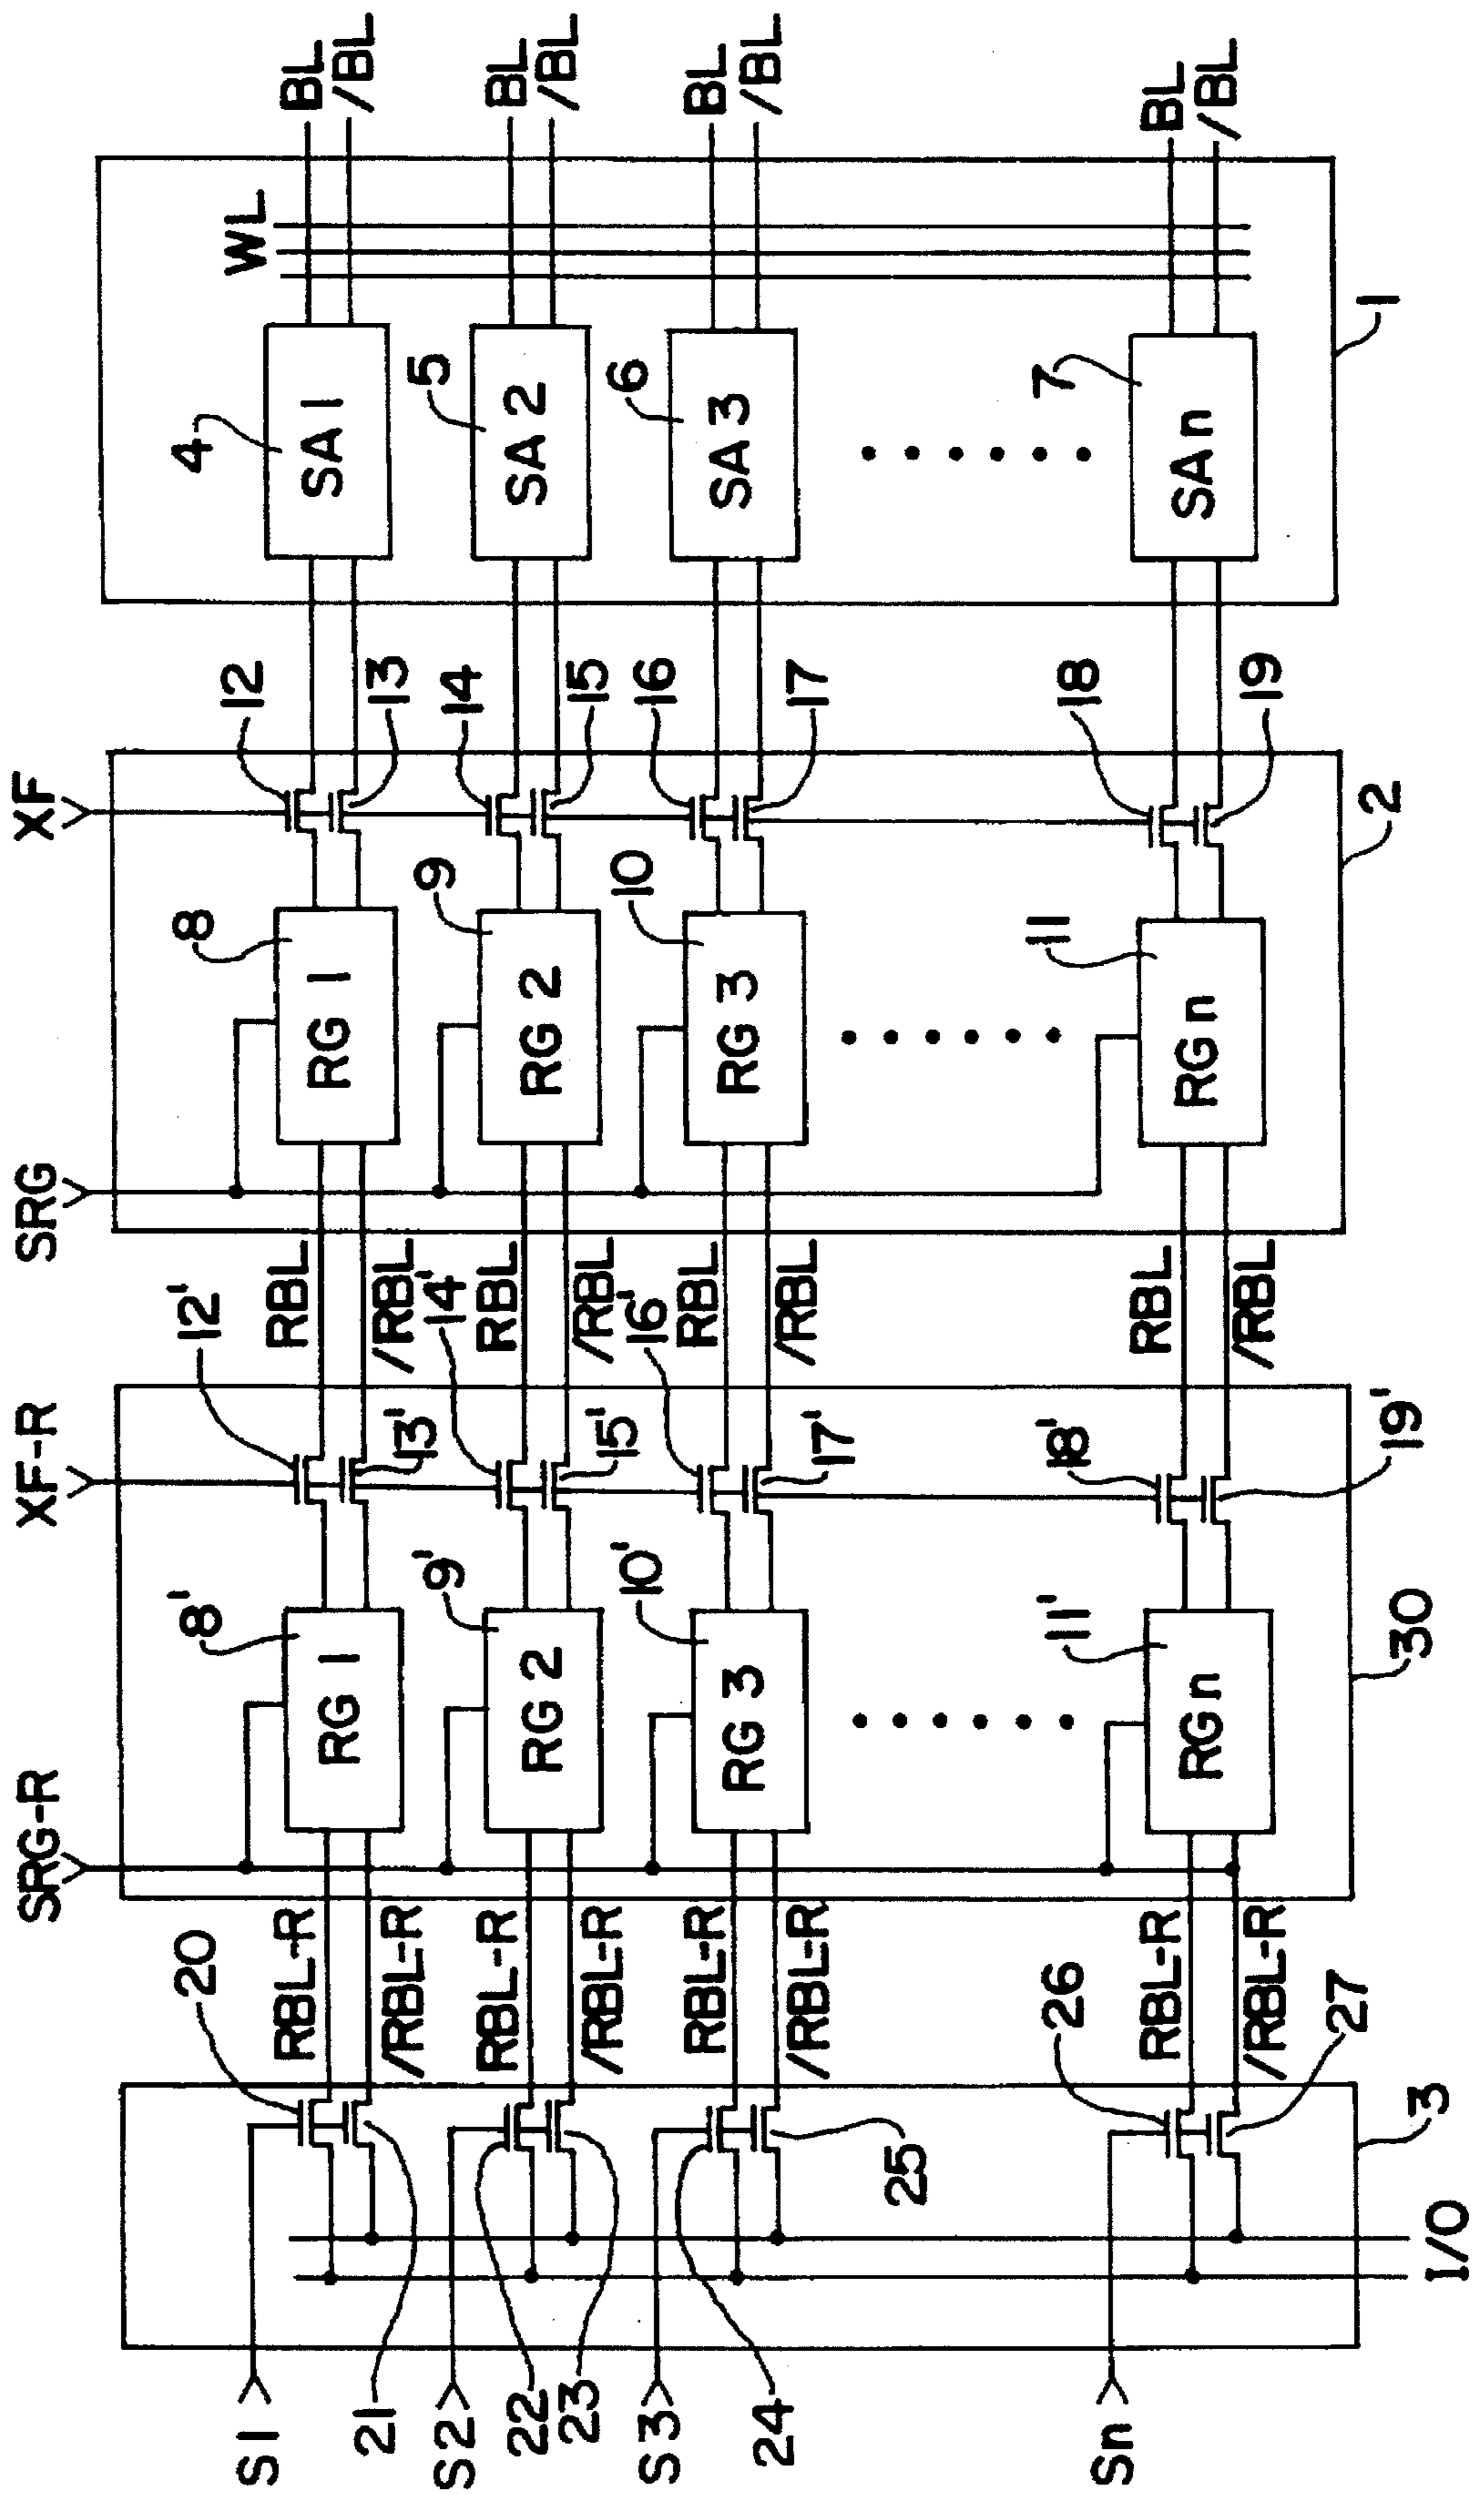 SRG-R
XF-R
SRG
XF
S1
20
RBL-R
/RBL-R
8'
RG 1
12'
13'
RBL
/RBL
8
RG 1
12
13
4
SA 1
WL
BL
/BL
21
S2
22
23
RBL-R
/RBL-R
9'
RG 2
14'
15'
RBL
/RBL
9
RG 2
14
15
5
SA 2
BL
/BL
S3
24
25
RBL-R
/RBL-R
10'
RG 3
16'
17'
RBL
/RBL
10
RG 3
16
17
6
SA 3
BL
/BL
Sn
26
27
RBL-R
/RBL-R
11'
RGn
18'
19'
RBL
/RBL
11
RGn
18
19
7
SAn
BL
/BL
I/O
3
30
2
1